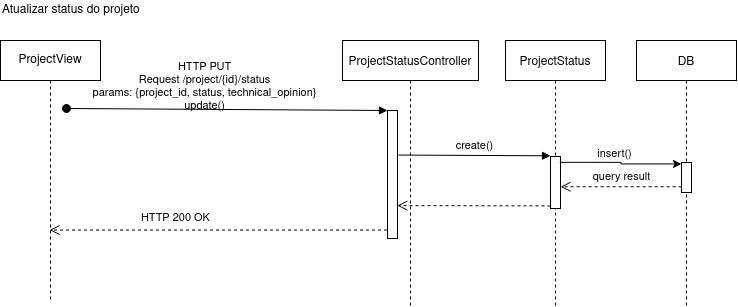 Atualizar status do projeto
ProjectView
ProjectStatusController
ProjectStatus
DB
HTTP PUT
Request /project/{id}/status
params: {project_id, status, technical_opinion}
update()
create()
insert()
query result
HTTP 200 OK